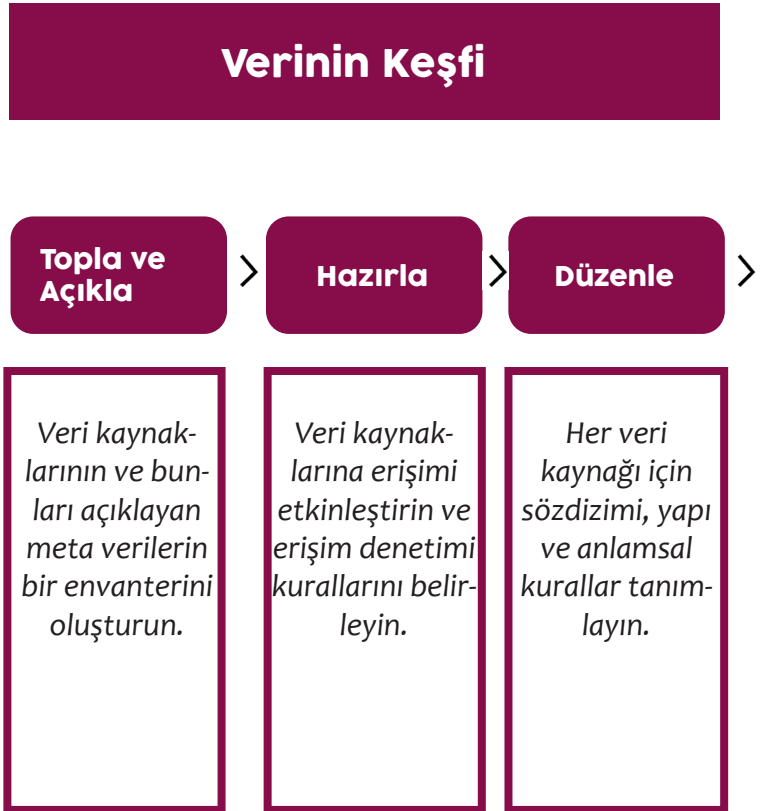 Verinin Keşfi
Topla ve
Açıkla
Hazırla
Düzenle
Veri kaynak-
larının ve bun-
ları açıklayan
meta verilerin
bir envanterini
oluşturun.
Veri kaynak-
larına erişimi
etkinleştirin ve
erişim denetimi
kurallarını belir-
leyin.
Her veri
kaynağı için
sözdizimi, yapı
ve anlamsal
kurallar tanım-
layın.